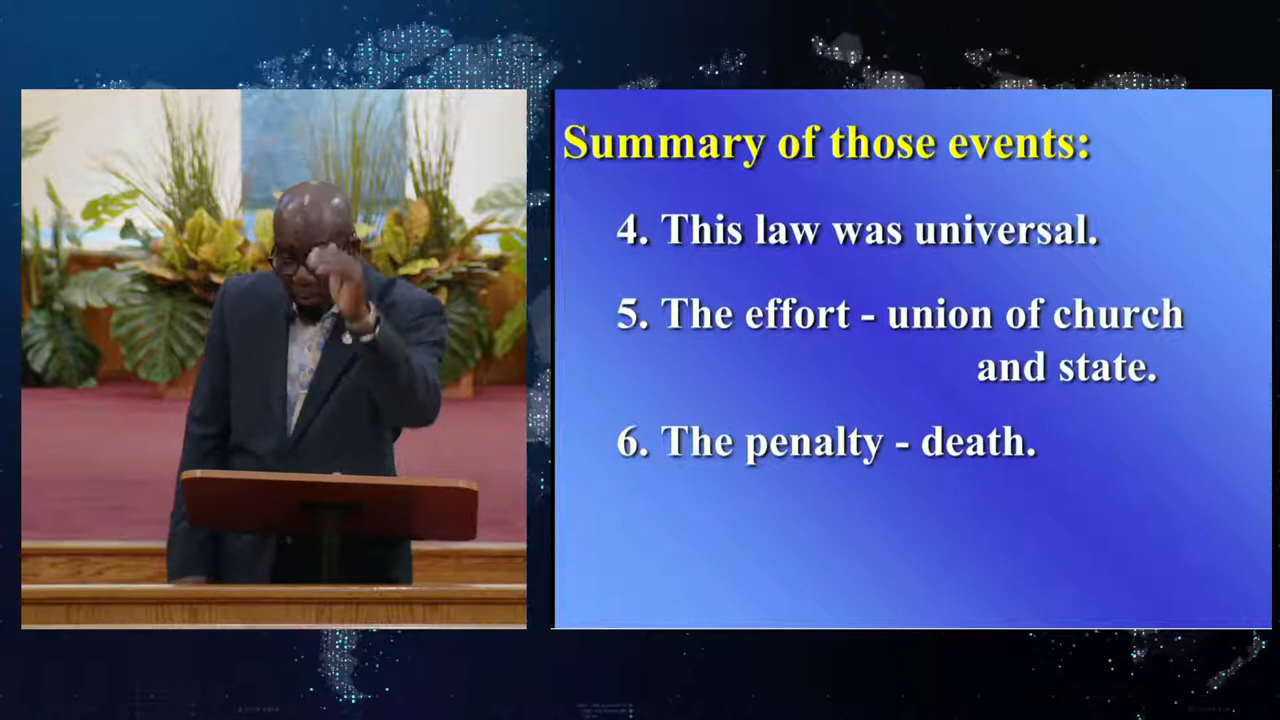 Summary of those events:
4. This law was universal.
5. The effort - union of church
and state.
6. The penalty - death.